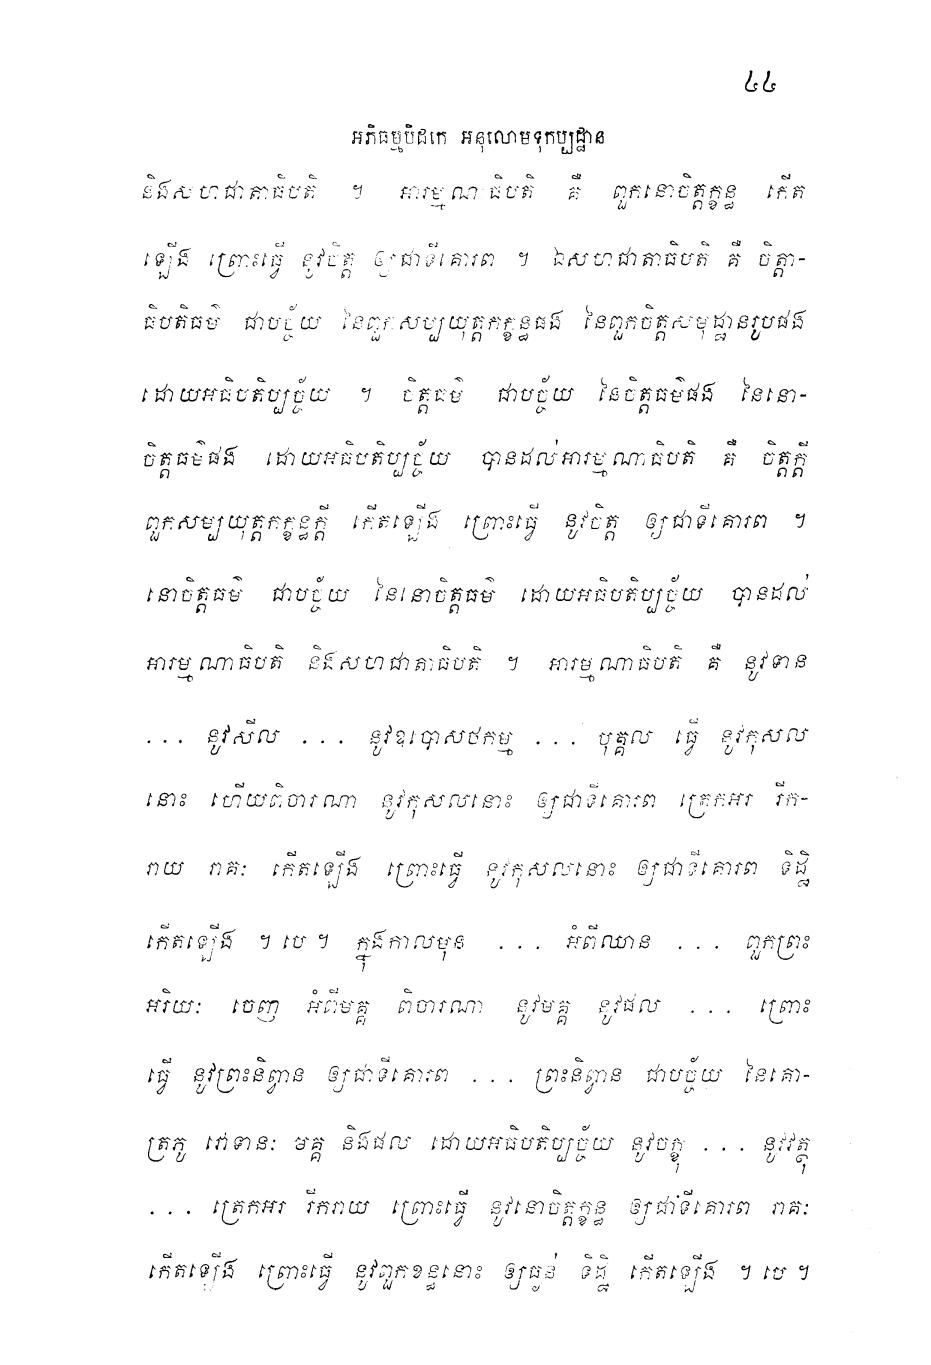 ៤៤
អភិធម្មបិដកេ អនុលោមទុកប្បដ្ឋាន
និងសហជាតាធិបតិ ។ អារម្មណាធិបតិ គឺ ពួកនោចិត្តក្ខន្ធ កើត
ឡើង ព្រោះធ្វើ នូវចិត្ត ឲ្យជាទីគោរព ។ ឯសហជាតាធិបតិ គឺ ចិត្តា-
ធិបតិធម៌ ជាបច្ច័យ នៃពួកសម្បយុត្តកក្ខន្ធផង នៃពួកចិត្តសមុដ្ឋានរូបផង
ដោយអធិបតិប្បច្ច័យ ។ ចិត្តធម៌ ជាបច្ច័យ នៃចិត្តធម៌ផង នៃនោ-
ចិត្តធម៌ផង ដោយអធិបតិប្បច្ច័យ បានដល់អារម្មណាធិបតិ គឺ ចិត្តក្តី
ពួកសម្បយុត្តកក្ខន្ធក្តី កើតឡើង ព្រោះធ្វើ នូវចិត្ត ឲ្យជាទីគោរព ។
នោចិត្តធម៌ ជាបច្ច័យ នៃនោចិត្តធម៌ ដោយអធិបតិប្បច្ច័យ បានដល់
អារម្មណាធិបតិ និងសហជាតាធិបតិ ។ អារម្មណាធិបតិ គឺ នូវទាន
... នូវសីល ... នូវឧបោសថកម្ម ... បុគ្គល ធ្វើ នូវកុសល
នោះ ហើយពិចារណា នូវកុសលនោះ ឲ្យជាទីគោរព ត្រេកអរ រីក-
រាយ រាគៈ កើតឡើង ព្រោះធ្វើ នូវកុសលនោះ ឲ្យជាទីគោរព ទិដ្ឋិ
កើតឡើង ។ បេ ។ ក្នុងកាលមុន ... អំពីឈាន ... ពួកព្រះ
អរិយៈ ចេញ អំពីមគ្គ ពិចារណា នូវមគ្គ នូវផល ... ព្រោះ
ធ្វើ នូវព្រះនិព្វាន ឲ្យជាទីគោរព ... ព្រះនិព្វាន ជាបច្ច័យ នៃគោ-
ត្រភូ វោទានៈ មគ្គ និងផល ដោយអធិបតិប្បច្ច័យ នូវចក្ខុ ... នូវវត្ថុ
... ត្រេកអរ រីករាយ ព្រោះធ្វើ នូវនោចិត្តក្ខន្ធ ឲ្យជាទីគោរព រាគៈ
កើតឡើង ព្រោះធ្វើ នូវពួកខន្ធនោះ ឲ្យធ្ងន់ ទិដ្ឋិ កើតឡើង ។ បេ ។